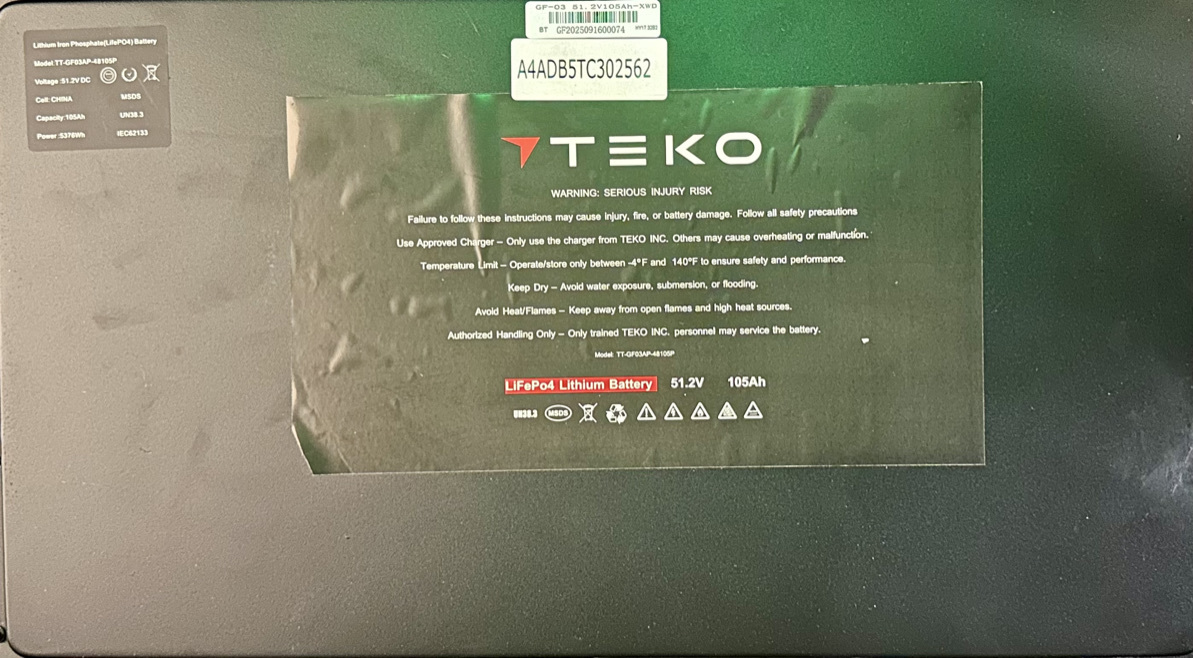 GF-03 51.2V105Ah-XWD
BT GF2025091600074
A4ADB5TC302562
Lithium Iron Phosphate(LifePO4) Battery
Model:TT-GF03AP-48105P
Voltage :51.2V DC
Cell: CHINA MSDS
Capacity:105Ah UN38.3
Power :5376Wh IEC62133
TEKO
WARNING: SERIOUS INJURY RISK
Failure to follow these instructions may cause injury, fire, or battery damage. Follow all safety precautions
Use Approved Charger – Only use the charger from TEKO INC. Others may cause overheating or malfunction.
Temperature Limit – Operate/store only between -4°F and 140°F to ensure safety and performance.
Keep Dry – Avoid water exposure, submersion, or flooding.
Avoid Heat/Flames – Keep away from open flames and high heat sources.
Authorized Handling Only – Only trained TEKO INC. personnel may service the battery.
Model: TT-GF03AP-48105P
LiFePo4 Lithium Battery 51.2V 105Ah
UN38.3 MSDS